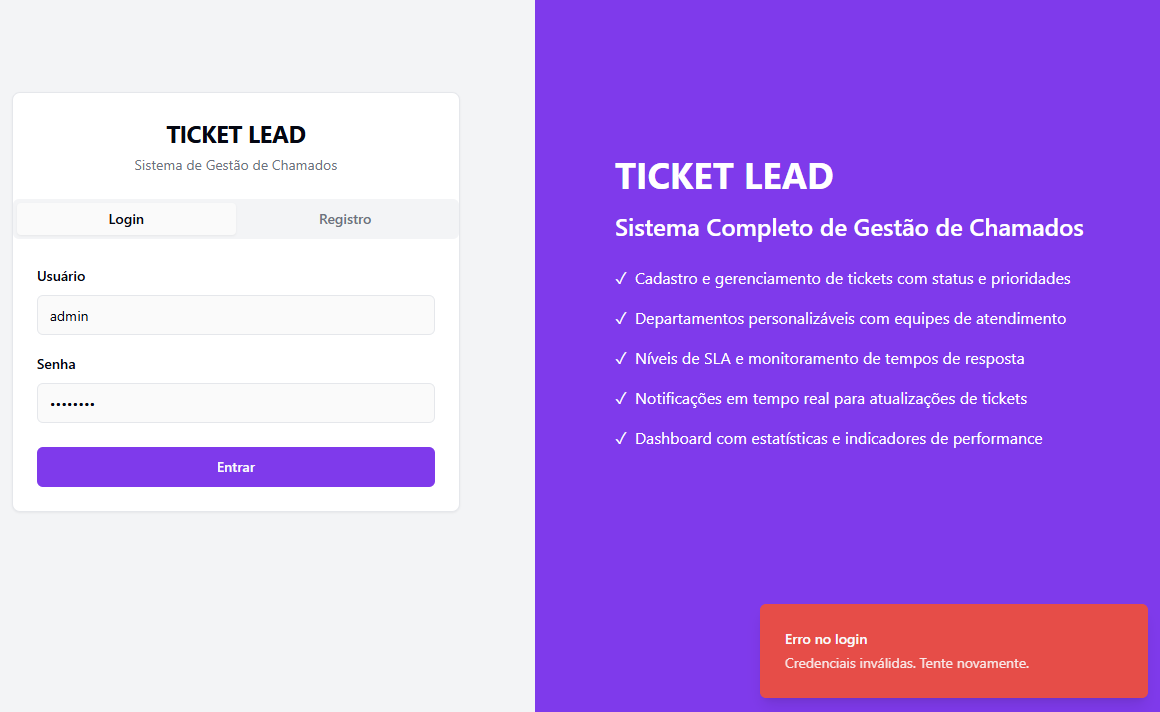 TICKET LEAD
Sistema de Gestão de Chamados
Login
Registro
Usuário
admin
Senha
••••••••
Entrar
TICKET LEAD
Sistema Completo de Gestão de Chamados
✓ Cadastro e gerenciamento de tickets com status e prioridades
✓ Departamentos personalizáveis com equipes de atendimento
✓ Níveis de SLA e monitoramento de tempos de resposta
✓ Notificações em tempo real para atualizações de tickets
✓ Dashboard com estatísticas e indicadores de performance
Erro no login
Credenciais inválidas. Tente novamente.